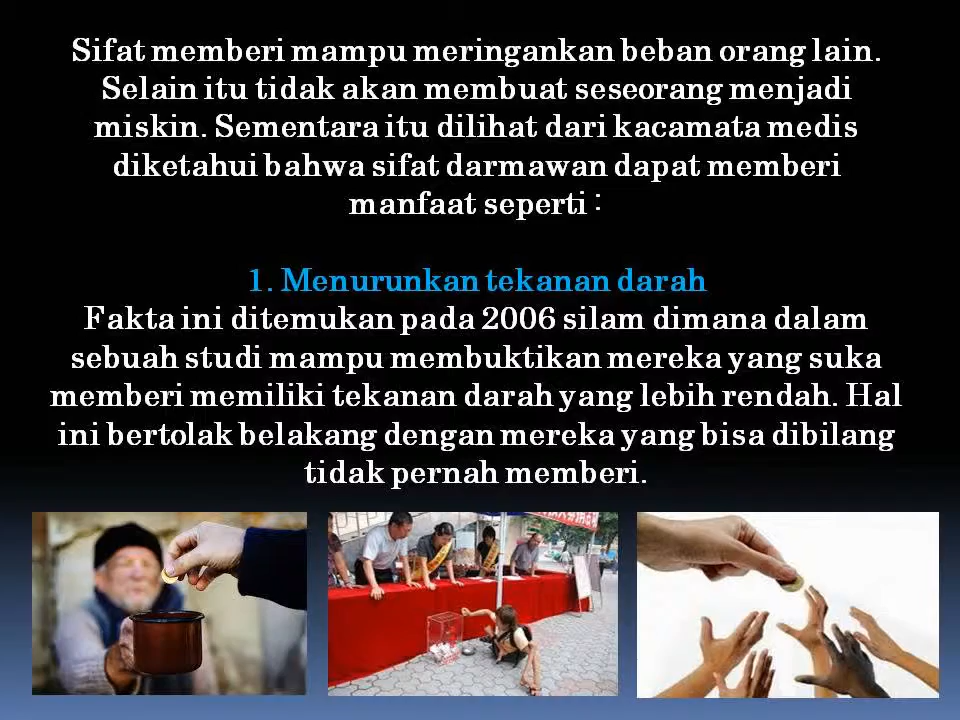 Sifat memberi mampu meringankan beban orang lain.
Selain itu tidak akan membuat seseorang menjadi
miskin. Sementara itu dilihat dari kacamata medis
diketahui bahwa sifat darmawan dapat memberi
manfaat seperti :
1. Menurunkan tekanan darah
Fakta ini ditemukan pada 2006 silam dimana dalam
sebuah studi mampu membuktikan mereka yang suka
memberi memiliki tekanan darah yang lebih rendah. Hal
ini bertolak belakang dengan mereka yang bisa dibilang
tidak pernah memberi.